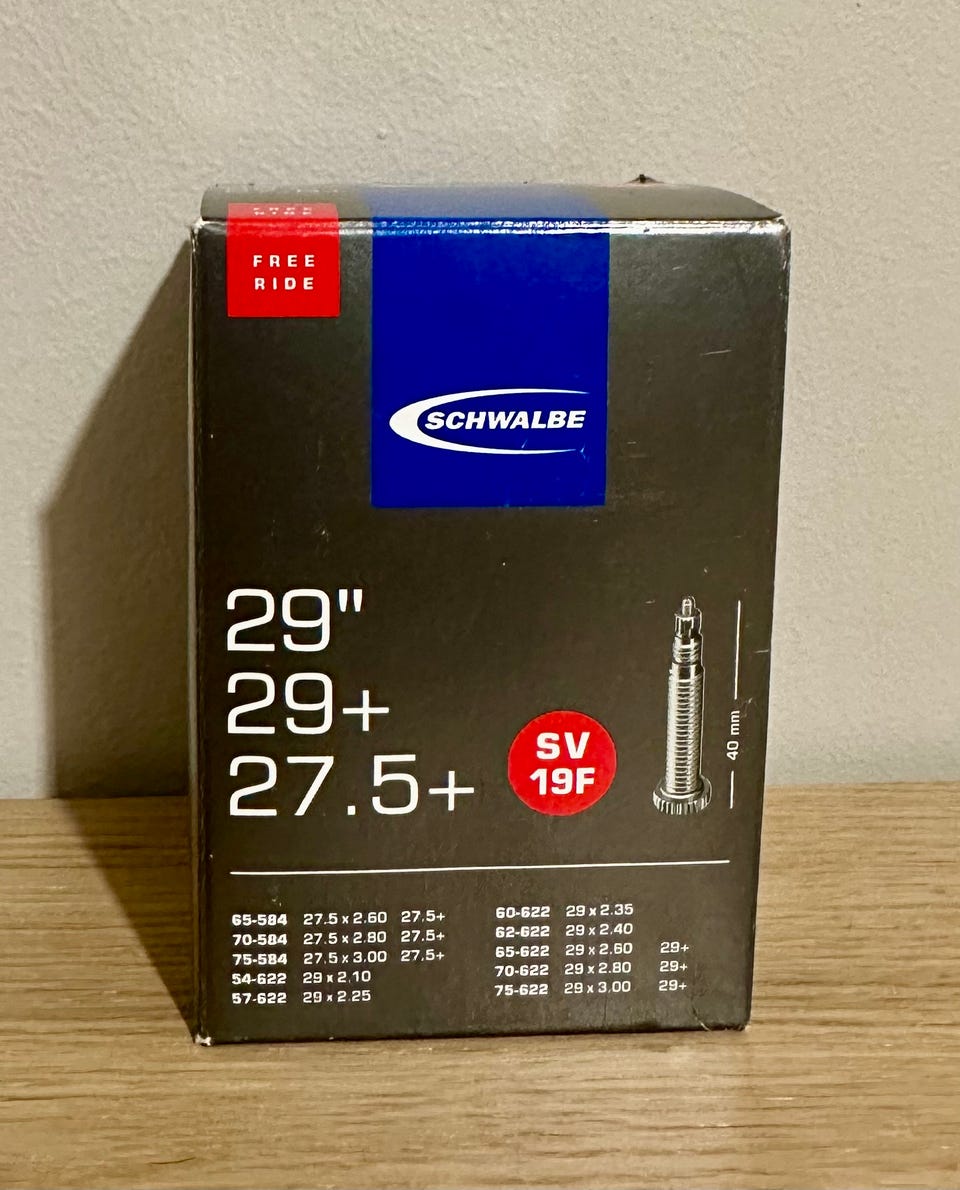 FREE
RIDE
SCHWALBE
29"
29+
27.5+
SV
19F
40 mm
65-584 27.5 x 2.60 27.5+
70-584 27.5 x 2.80 27.5+
75-584 27.5 x 3.00 27.5+
54-622 29 x 2.10
57-622 29 x 2.25
60-622 29 x 2.35
62-622 29 x 2.40
65-622 29 x 2.60 29+
70-622 29 x 2.80 29+
75-622 29 x 3.00 29+